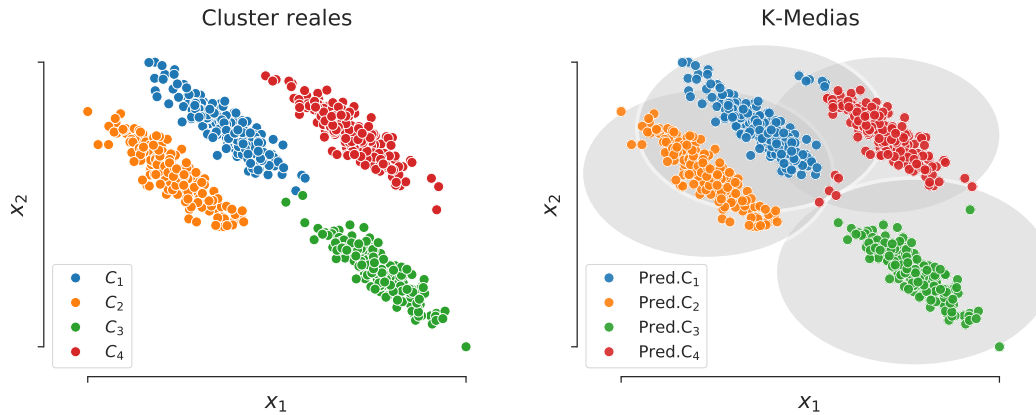 Cluster reales
x₂
C₁
C₂
C₃
C₄
x₁
K-Medias
x₂
Pred.C₁
Pred.C₂
Pred.C₃
Pred.C₄
x₁